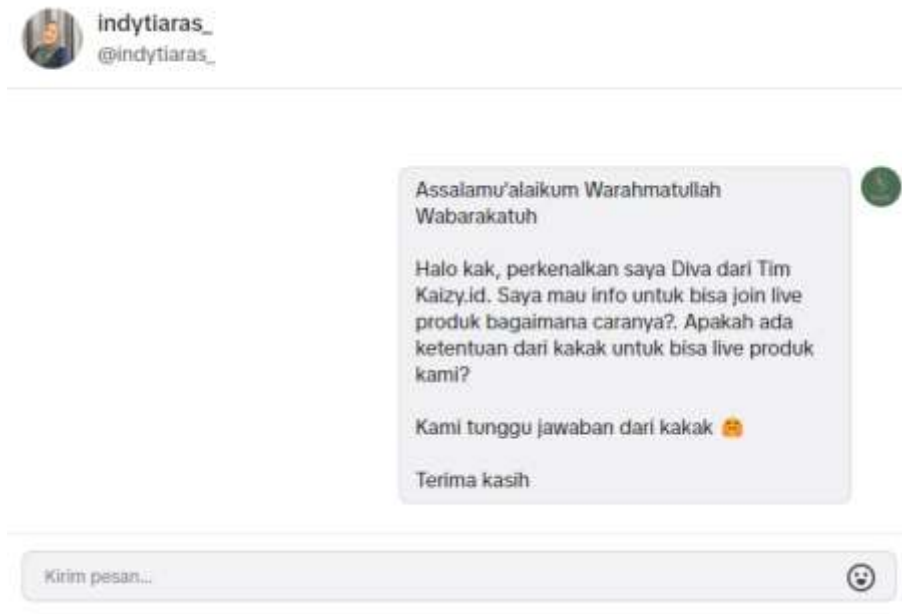 indytiaras_
@indytiaras_
Assalamu'alaikum Warahmatullah
Wabarakatuh
Halo kak, perkenalkan saya Diva dari Tim
Kaizy.id. Saya mau info untuk bisa join live
produk bagaimana caranya?. Apakah ada
ketentuan dari kakak untuk bisa live produk
kami?
Kami tunggu jawaban dari kakak 🤗
Terima kasih
Kirim pesan...